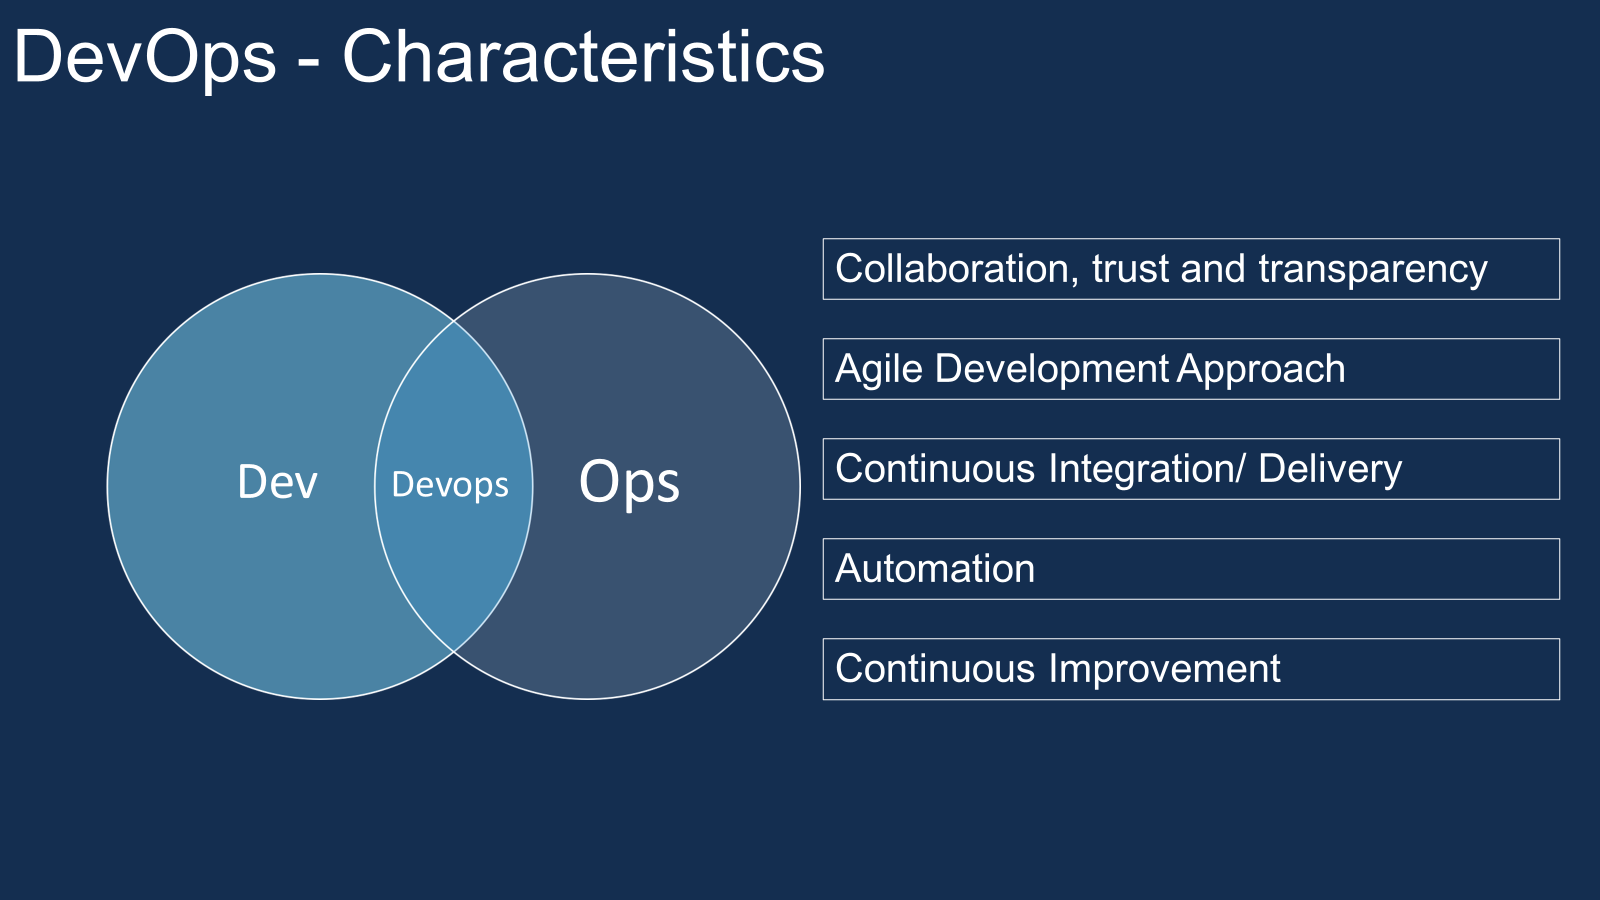 DevOps - Characteristics
Dev
Devops
Ops
Collaboration, trust and transparency
Agile Development Approach
Continuous Integration/ Delivery
Automation
Continuous Improvement